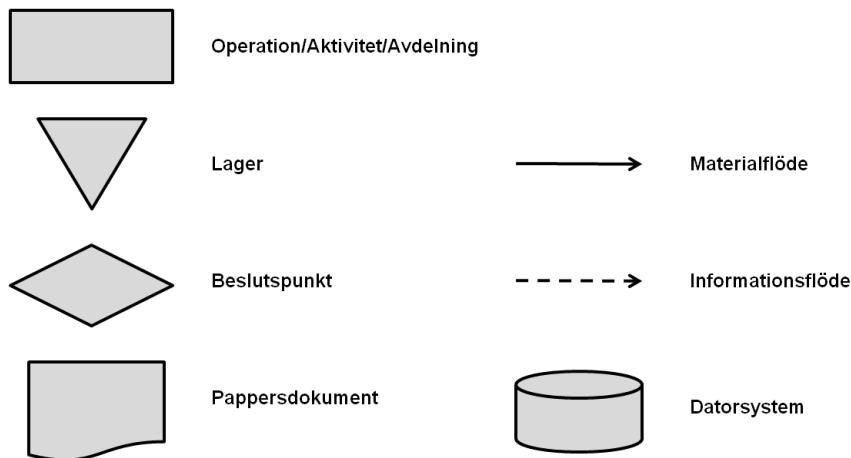 Operation/Aktivitet/Avdelning
Lager
Materialflöde
Beslutspunkt
Informationsflöde
Pappersdokument
Datorsystem